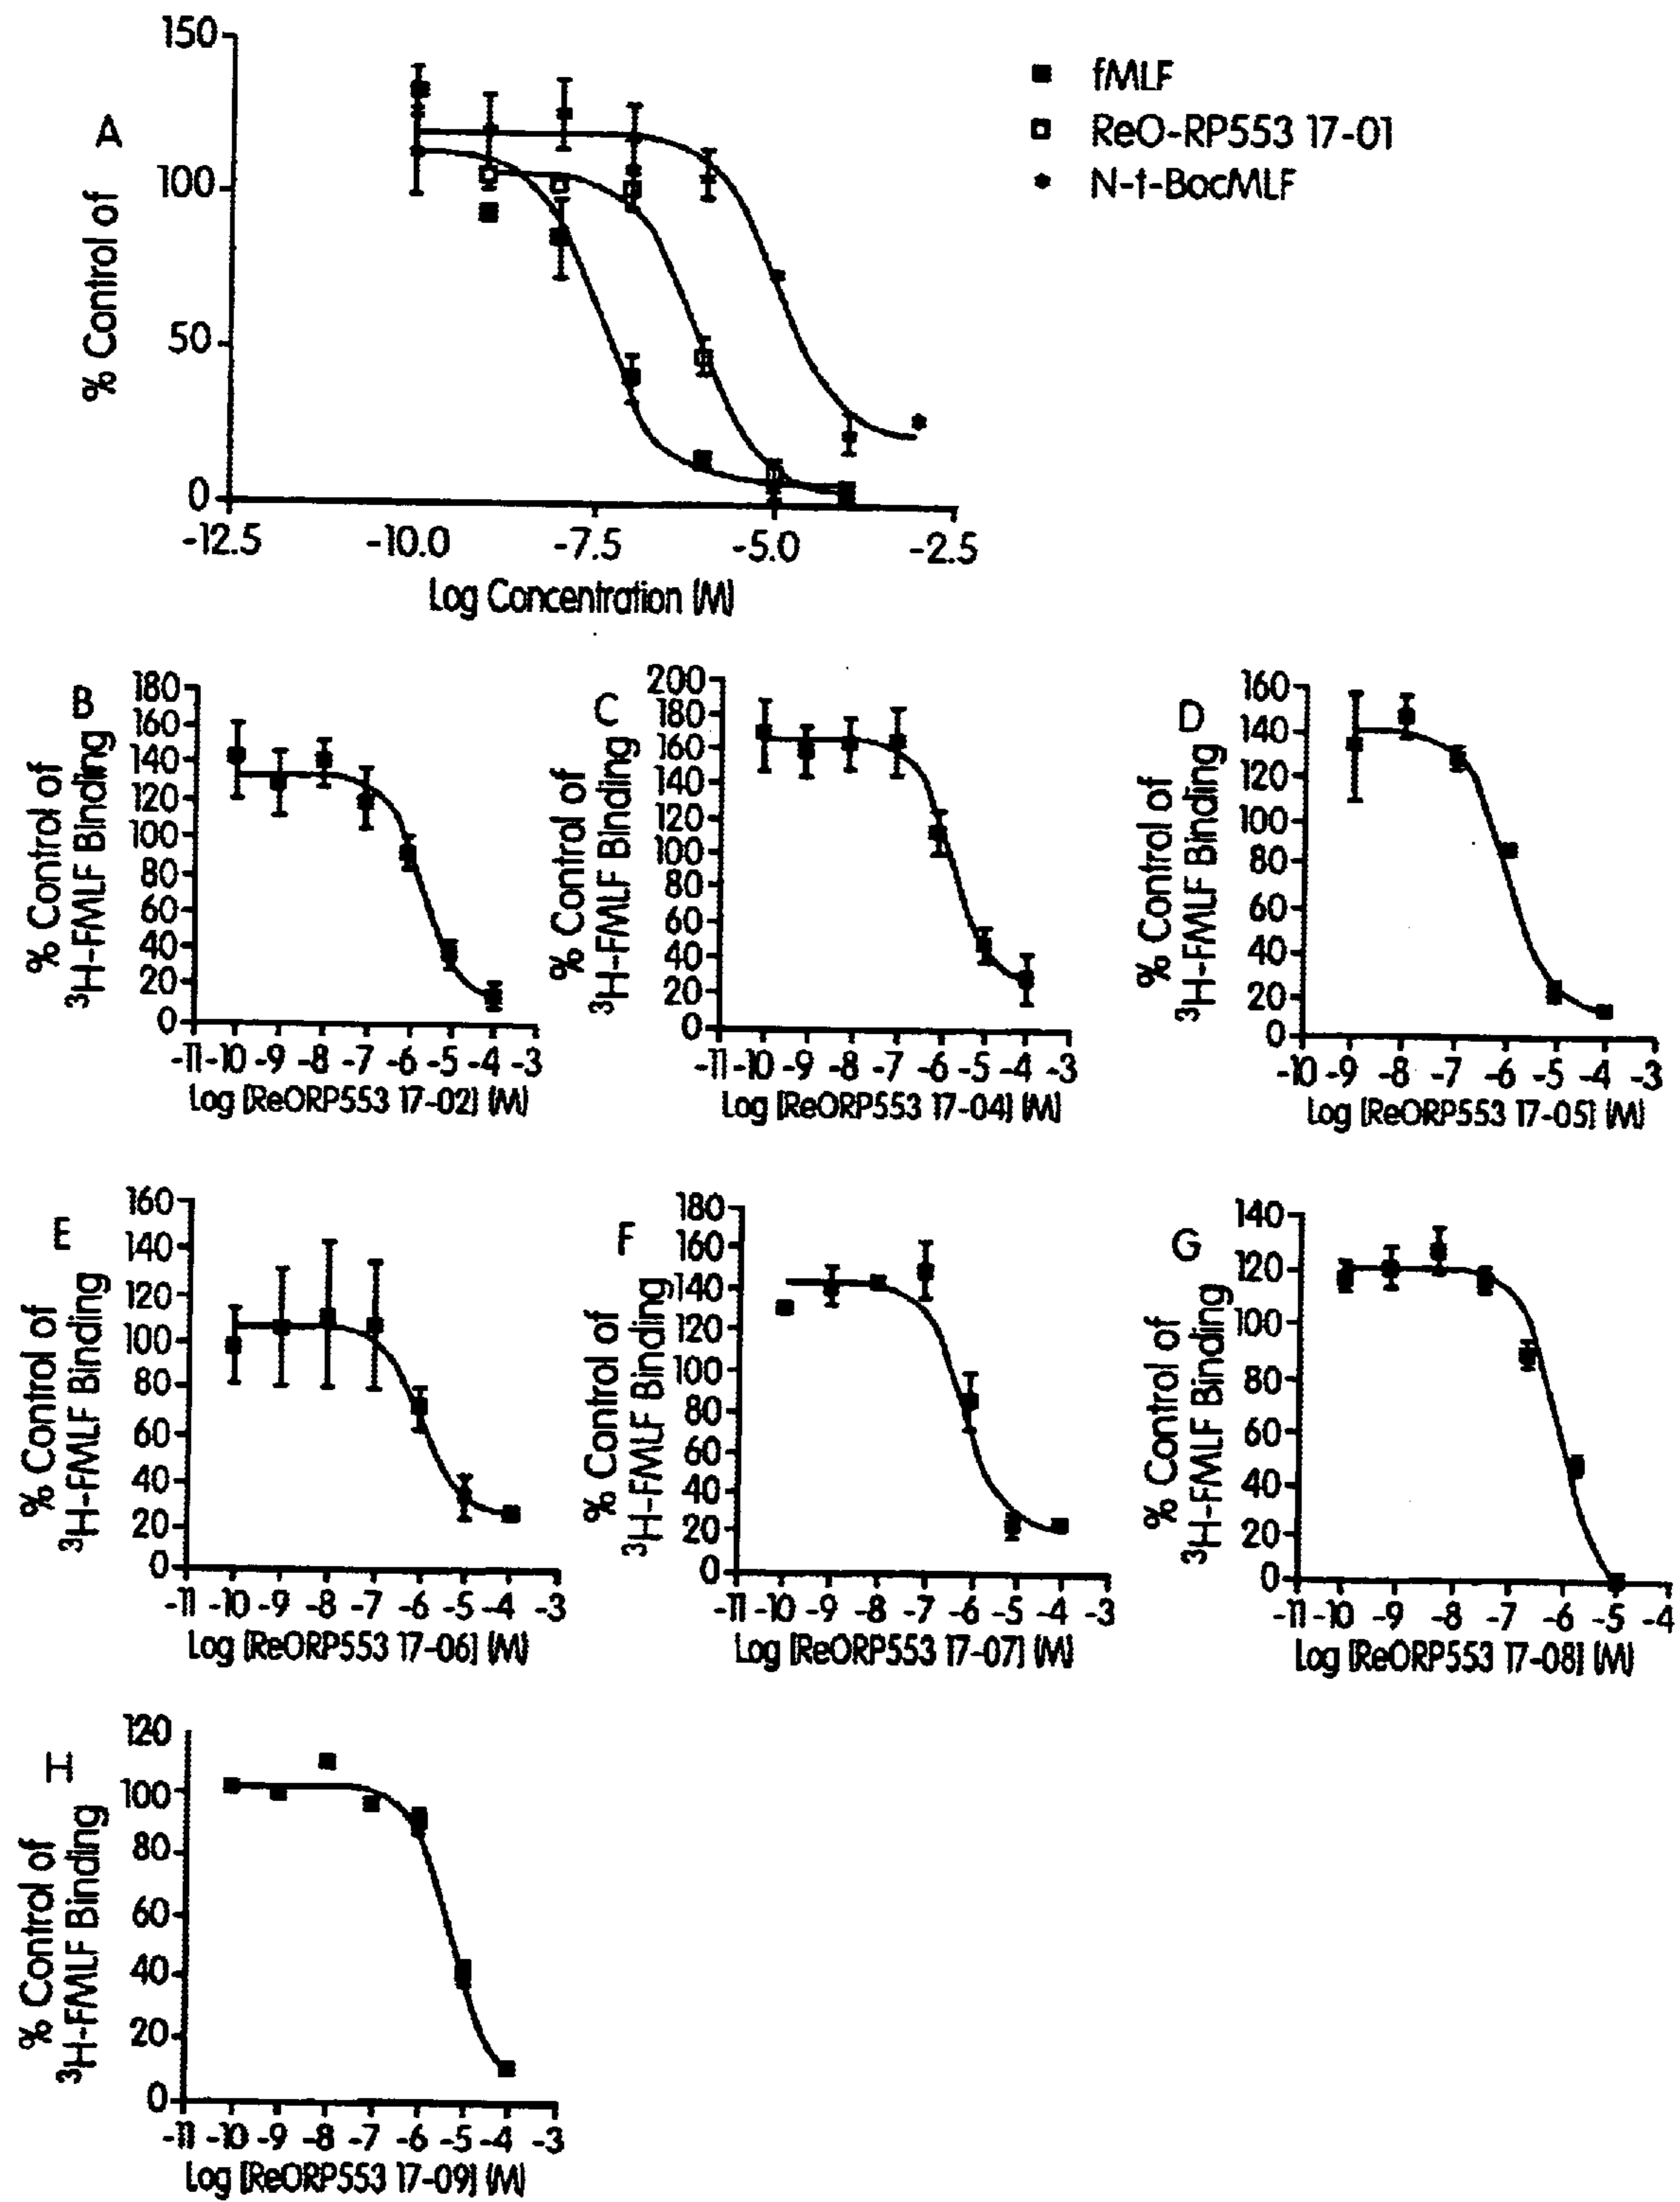 A
% Control of
150
100
50
0
-12.5 -10.0 -7.5 -5.0 -2.5
Log Concentration (M)
fMLF
ReO-RP553 17-01
N-t-BocMLF
B
% Control of
³H-FMLF Binding
180
160
140
120
100
80
60
40
20
0
-11 -10 -9 -8 -7 -6 -5 -4 -3
Log [ReORP553 17-02] (M)
C
% Control of
³H-FMLF Binding
200
180
160
140
120
100
80
60
40
20
0
-11 -10 -9 -8 -7 -6 -5 -4 -3
Log [ReORP553 17-04] (M)
D
% Control of
³H-FMLF Binding
160
140
120
100
80
60
40
20
0
-10 -9 -8 -7 -6 -5 -4 -3
Log [ReORP553 17-05] (M)
E
% Control of
³H-FMLF Binding
160
140
120
100
80
60
40
20
0
-11 -10 -9 -8 -7 -6 -5 -4 -3
Log [ReORP553 17-06] (M)
F
% Control of
³H-FMLF Binding
180
160
140
120
100
80
60
40
20
0
-11 -10 -9 -8 -7 -6 -5 -4 -3
Log [ReORP553 17-07] (M)
G
% Control of
³H-FMLF Binding
140
120
100
80
60
40
20
0
-11 -10 -9 -8 -7 -6 -5 -4
Log [ReORP553 17-08] (M)
H
% Control of
³H-FMLF Binding
120
100
80
60
40
20
0
-11 -10 -9 -8 -7 -6 -5 -4 -3
Log [ReORP553 17-09] (M)